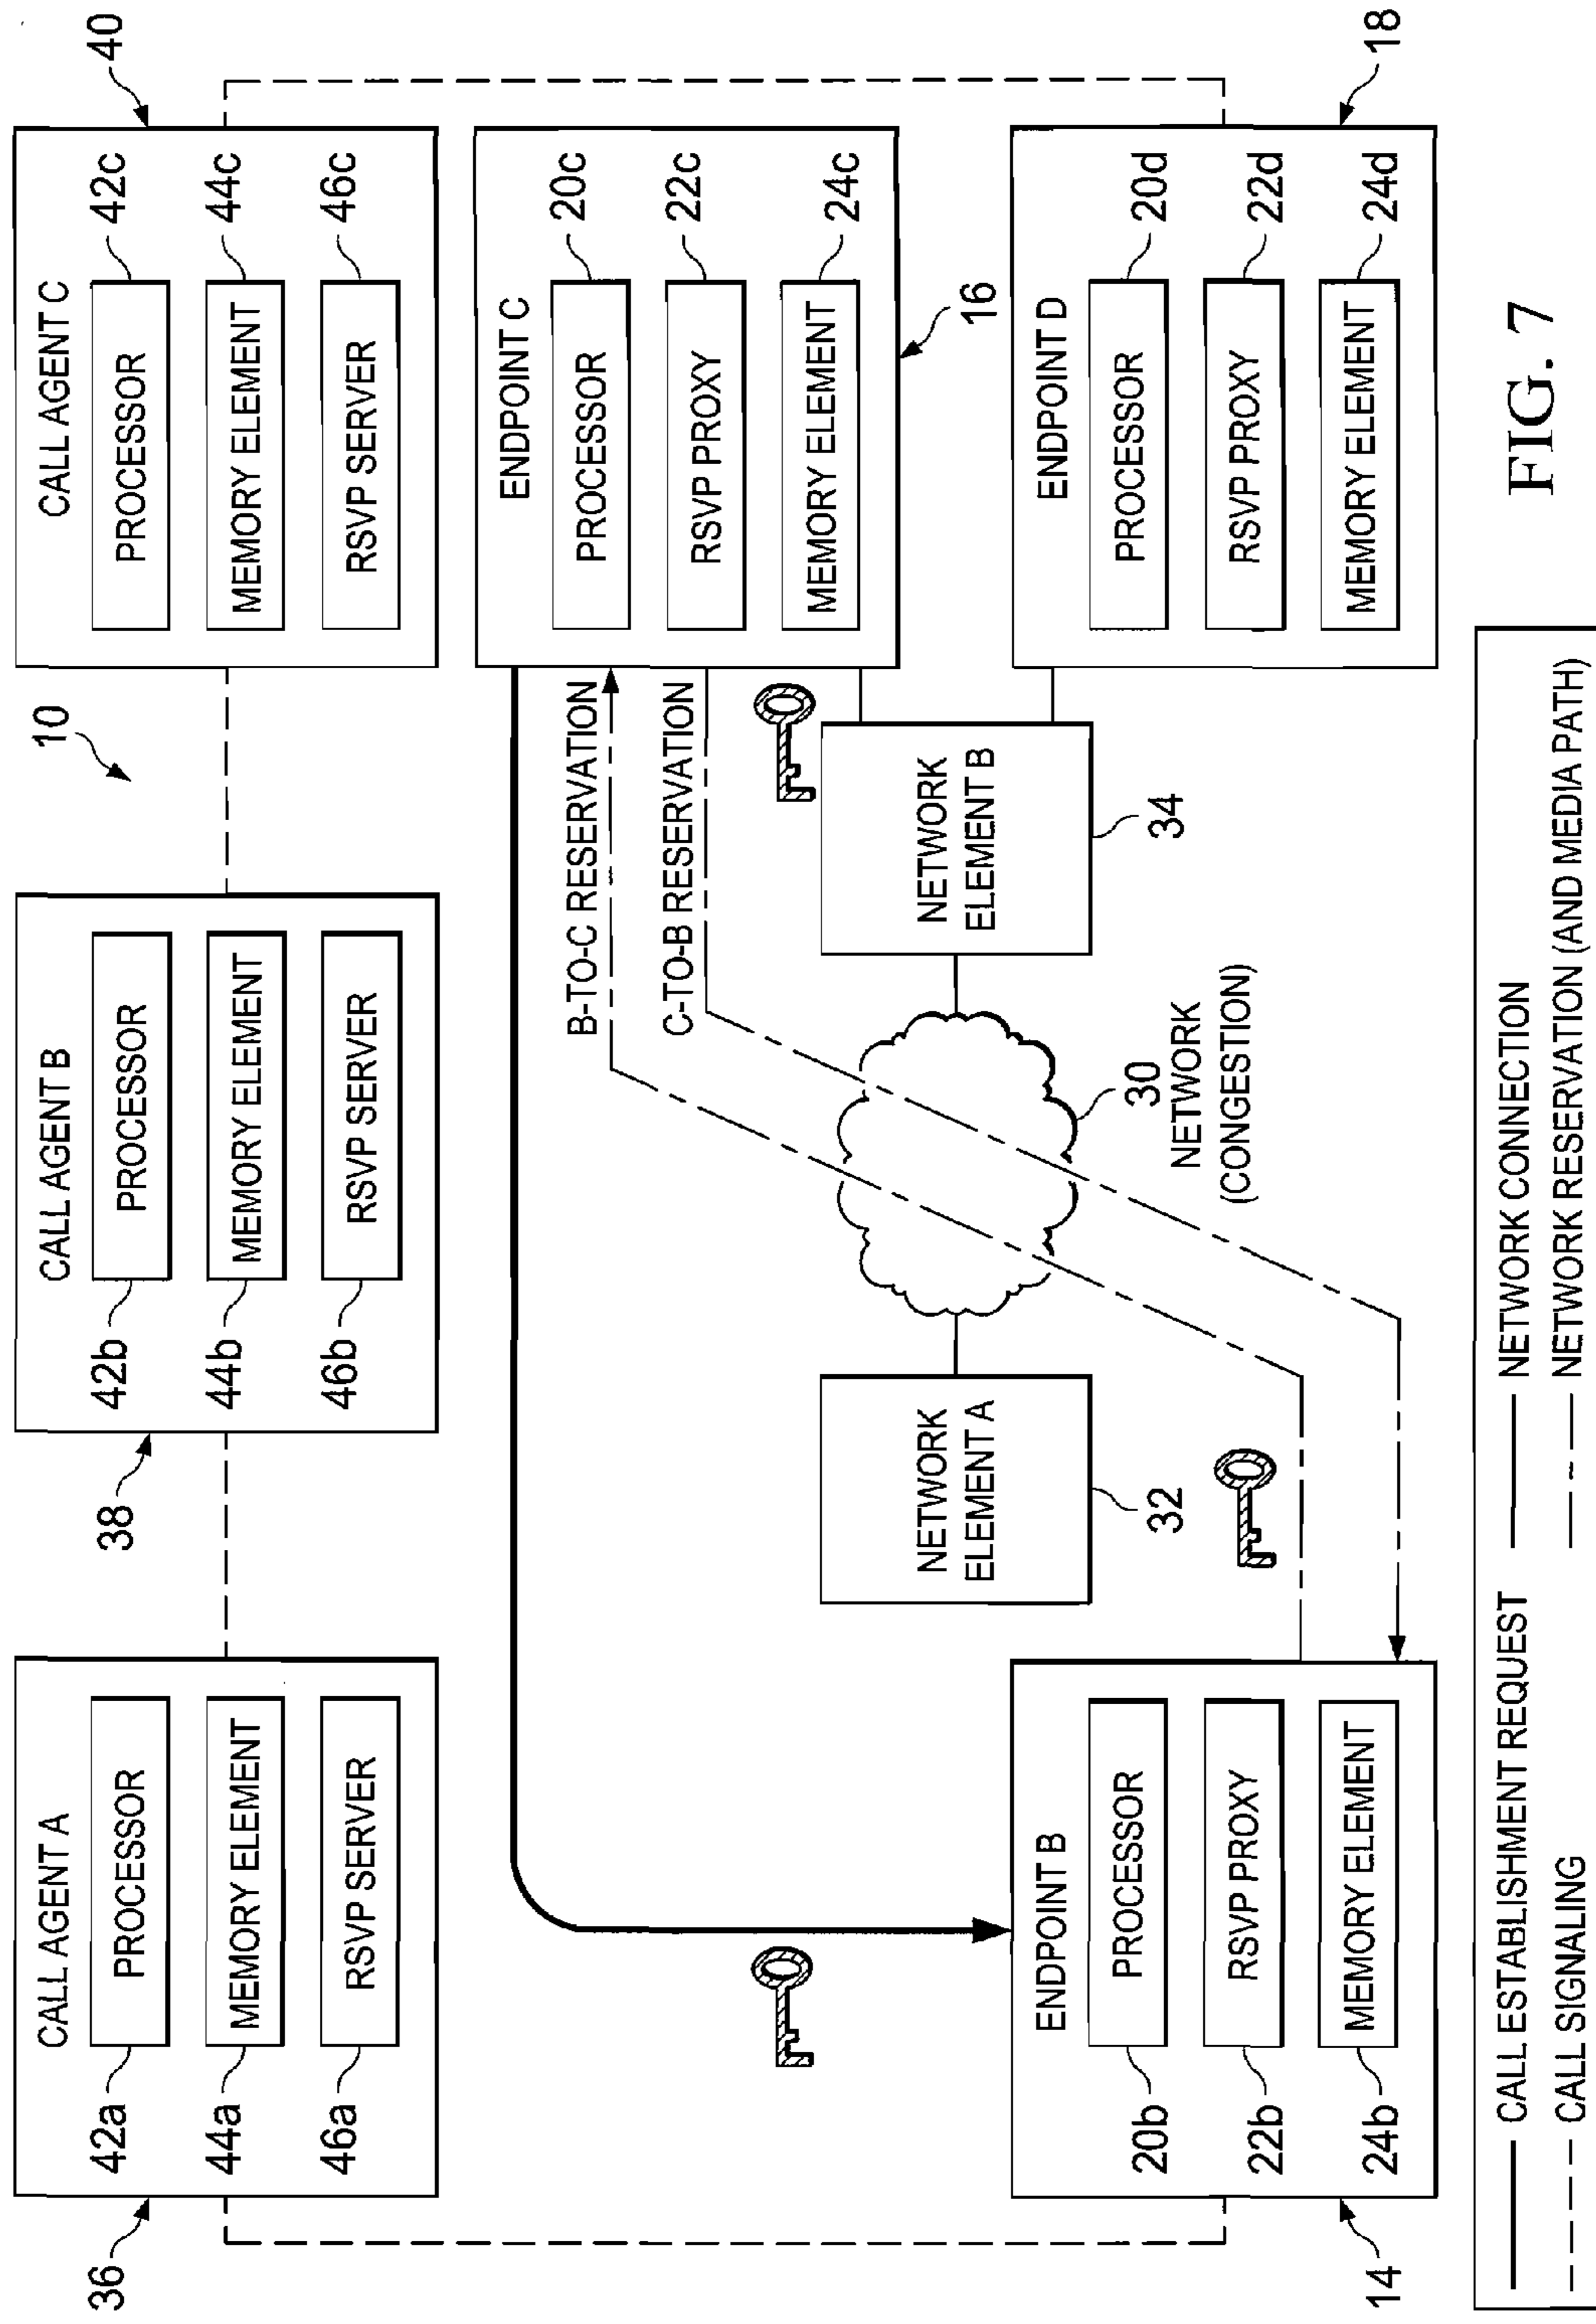 10
36
CALL AGENT A
42a
PROCESSOR
44a
MEMORY ELEMENT
46a
RSVP SERVER
38
CALL AGENT B
42b
PROCESSOR
44b
MEMORY ELEMENT
46b
RSVP SERVER
40
CALL AGENT C
PROCESSOR
42c
MEMORY ELEMENT
44c
RSVP SERVER
46c
ENDPOINT C
PROCESSOR
20c
RSVP PROXY
22c
MEMORY ELEMENT
24c
16
B-TO-C RESERVATION
C-TO-B RESERVATION
NETWORK
ELEMENT A
32
30
NETWORK
(CONGESTION)
NETWORK
ELEMENT B
34
ENDPOINT B
20b
PROCESSOR
22b
RSVP PROXY
24b
MEMORY ELEMENT
14
ENDPOINT D
PROCESSOR
20d
RSVP PROXY
22d
MEMORY ELEMENT
24d
18
CALL ESTABLISHMENT REQUEST
NETWORK CONNECTION
CALL SIGNALING
NETWORK RESERVATION (AND MEDIA PATH)
FIG. 7